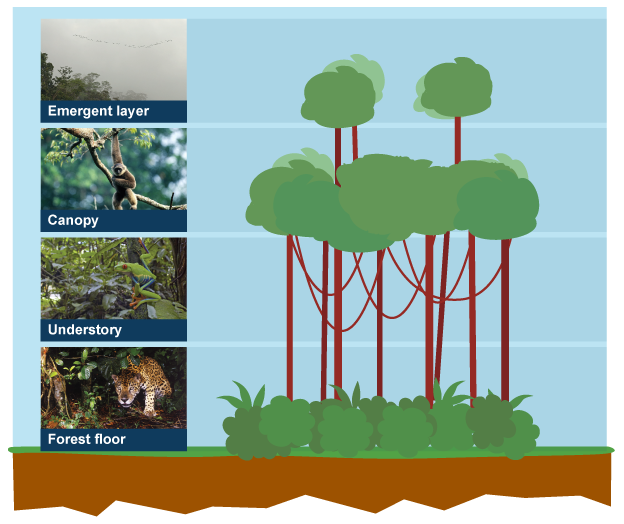 Emergent layer
Canopy
Understory
Forest floor